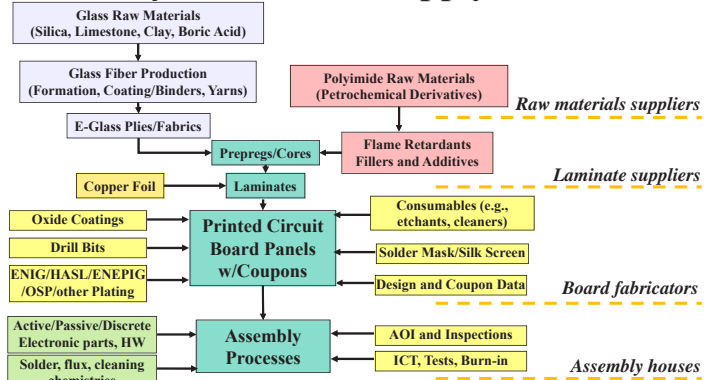 Glass Raw Materials
(Silica, Limestone, Clay, Boric Acid)
Glass Fiber Production
(Formation, Coating/Binders, Yarns)
Polyimide Raw Materials
(Petrochemical Derivatives)
Raw materials suppliers
E-Glass Plies/Fabrics
Flame Retardants
Fillers and Additives
Prepregs/Cores
Laminate suppliers
Copper Foil
Laminates
Oxide Coatings
Drill Bits
ENIG/HASL/ENEPIG
/OSP/other Plating
Printed Circuit
Board Panels
w/Coupons
Consumables (e.g.,
etchants, cleaners)
Solder Mask/Silk Screen
Design and Coupon Data
Board fabricators
Active/Passive/Discrete
Electronic parts, HW
Solder, flux, cleaning
chemistries
Assembly
Processes
AOI and Inspections
ICT, Tests, Burn-in
Assembly houses